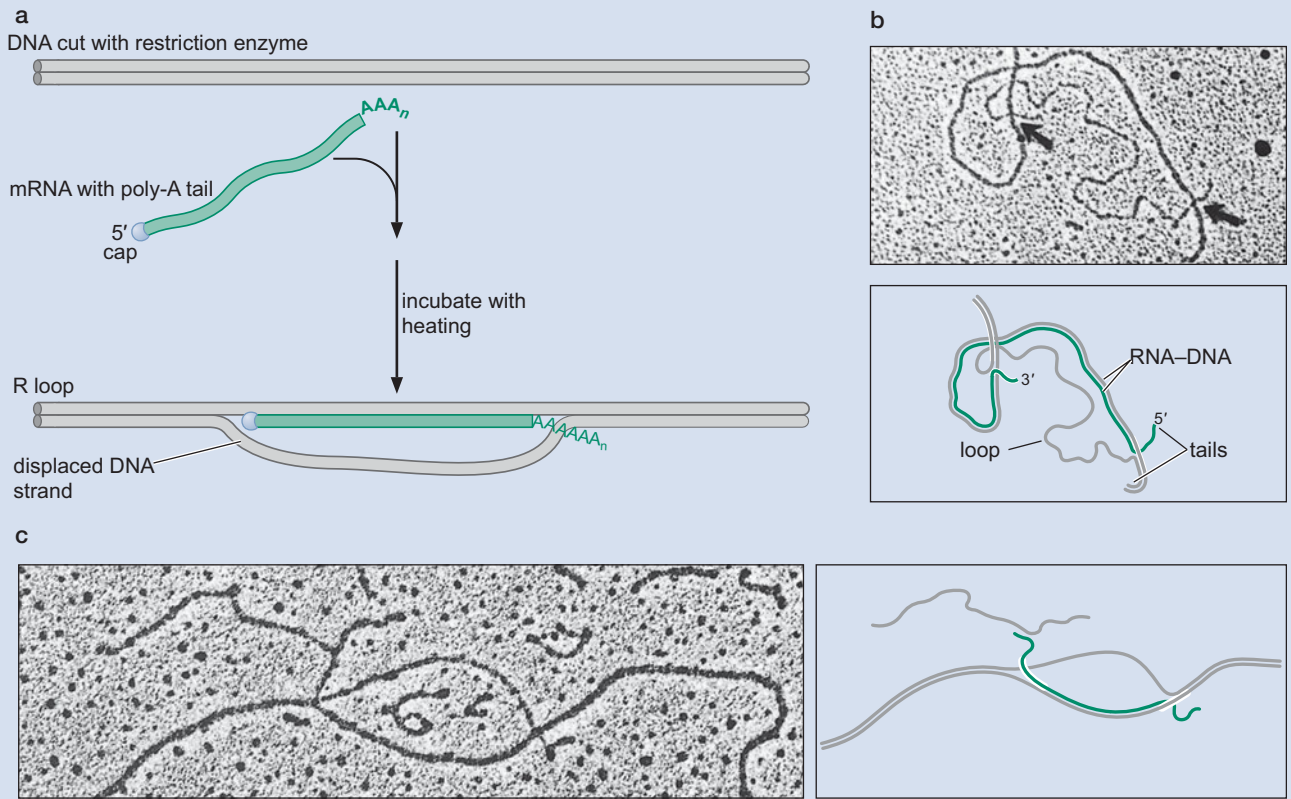 a
DNA cut with restriction enzyme
AAAn
mRNA with poly-A tail
5′
cap
incubate with
heating
R loop
AAAAAAn
displaced DNA
strand
b
RNA–DNA
3′
5′
loop
tails
c